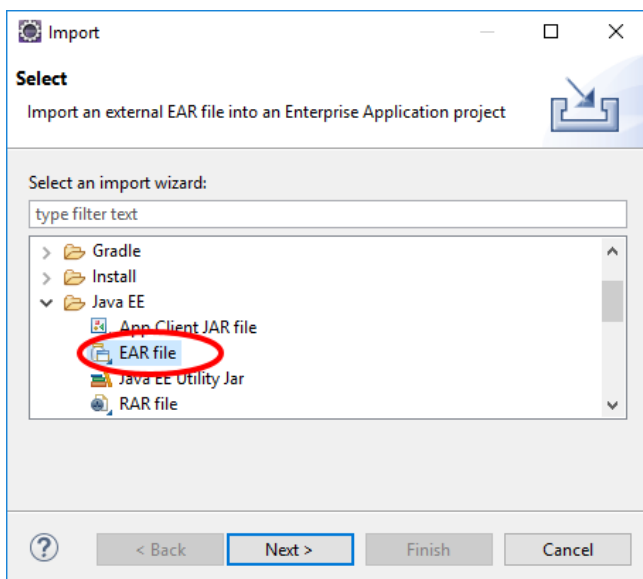 Import
Select
Import an external EAR file into an Enterprise Application project
Select an import wizard:
type filter text
Gradle
Install
Java EE
App Client JAR file
EAR file
Java EE Utility Jar
RAR file
? < Back Next > Finish Cancel